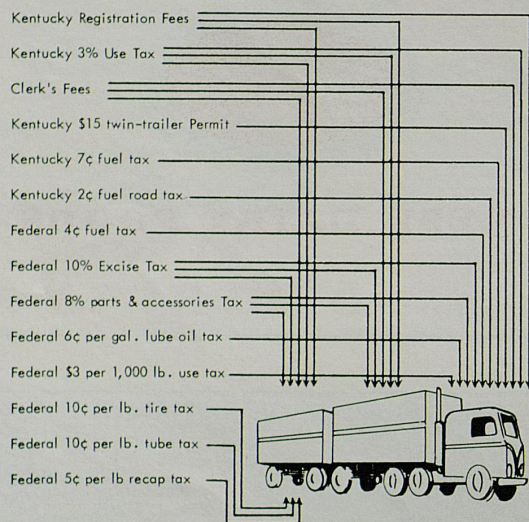 Kentucky Registration Fees
Kentucky 3% Use Tax
Clerk's Fees
Kentucky $15 twin-trailer Permit
Kentucky 7¢ fuel tax
Kentucky 2¢ fuel road tax
Federal 4¢ fuel tax
Federal 10% Excise Tax
Federal 8% parts & accessories Tax
Federal 6¢ per gal. lube oil tax
Federal $3 per 1,000 lb. use tax
Federal 10¢ per lb. tire tax
Federal 10¢ per lb. tube tax
Federal 5¢ per lb recap tax